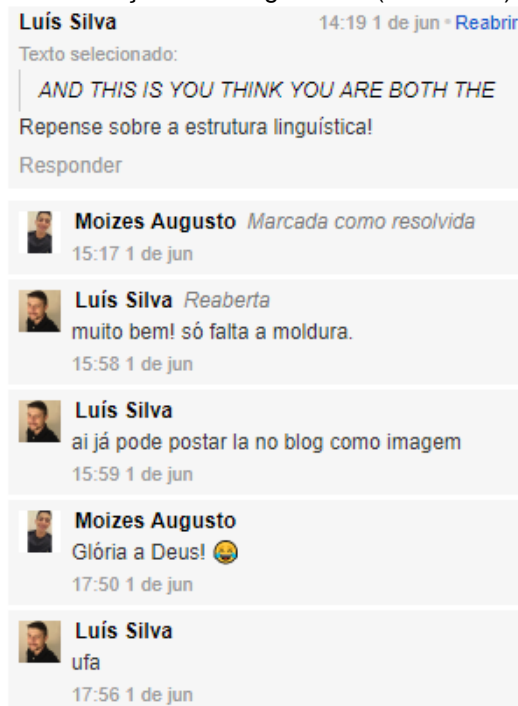 Luís Silva 14:19 1 de jun • Reabrir
Texto selecionado:
AND THIS IS YOU THINK YOU ARE BOTH THE
Repense sobre a estrutura linguística!
Responder
Moizes Augusto Marcada como resolvida
15:17 1 de jun
Luís Silva Reaberta
muito bem! só falta a moldura.
15:58 1 de jun
Luís Silva
ai já pode postar la no blog como imagem
15:59 1 de jun
Moizes Augusto
Glória a Deus! 😂
17:50 1 de jun
Luís Silva
ufa
17:56 1 de jun